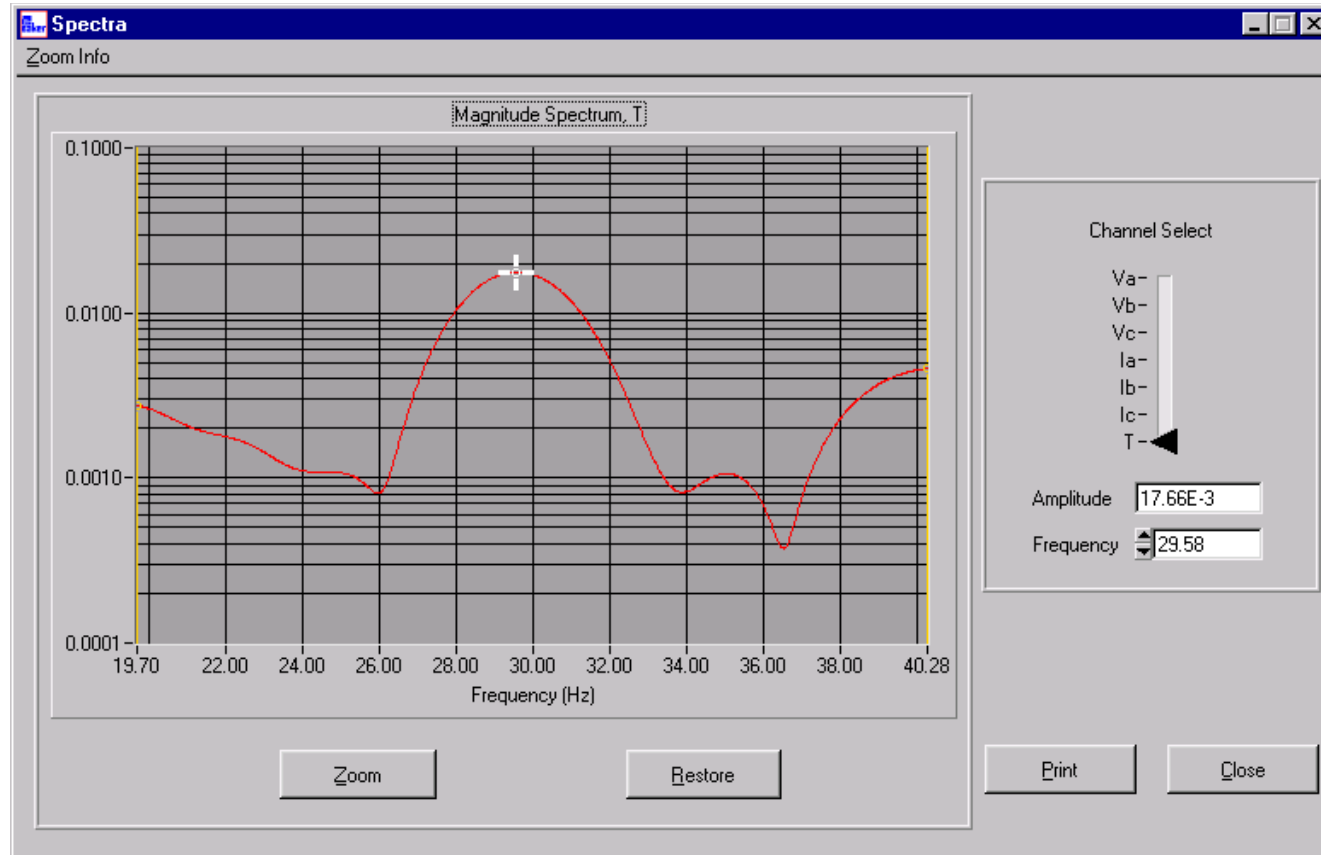 Spectra
Zoom Info
Magnitude Spectrum, T
0.1000
0.0100
0.0010
0.0001
19.70 22.00 24.00 26.00 28.00 30.00 32.00 34.00 36.00 38.00 40.28
Frequency (Hz)
Zoom
Restore
Channel Select
Va
Vb
Vc
Ia
Ib
Ic
T
Amplitude 17.66E-3
Frequency 29.58
Print
Close